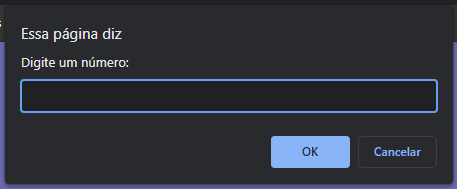 Essa página diz
Digite um número:
OK
Cancelar